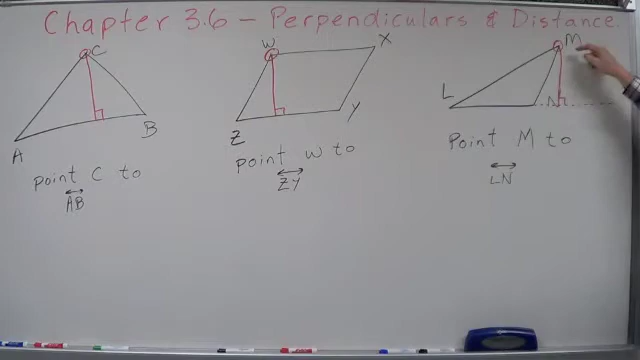 Chapter 3.6 - Perpendiculars & Distance.
C
A
B
point C to
AB
W
X
Z
Y
point W to
ZY
M
L
N
point M to
LN